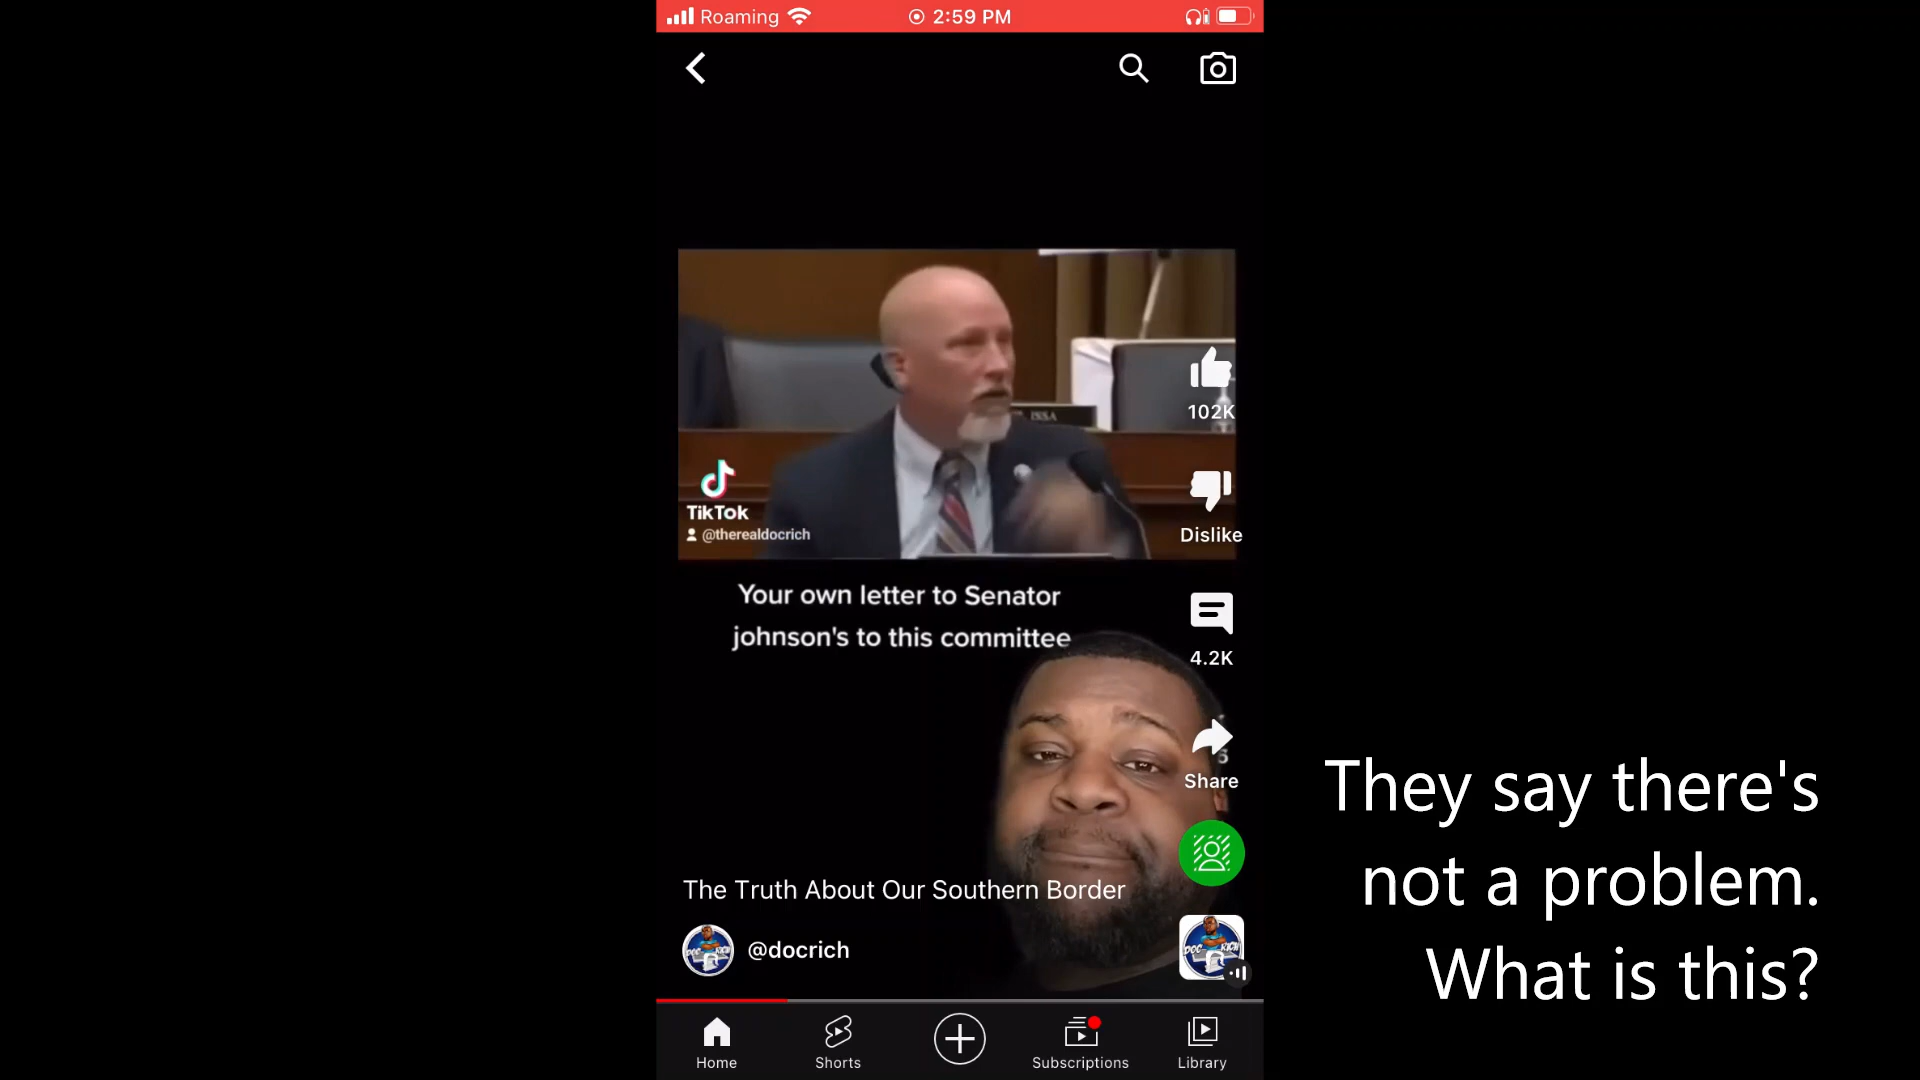 Roaming
2:59 PM
ISSA
102K
TikTok
@therealdocrich
Dislike
Your own letter to Senator
johnson's to this committee
4.2K
Share
The Truth About Our Southern Border
@docrich
They say there's
not a problem.
What is this?
Home
Shorts
Subscriptions
Library